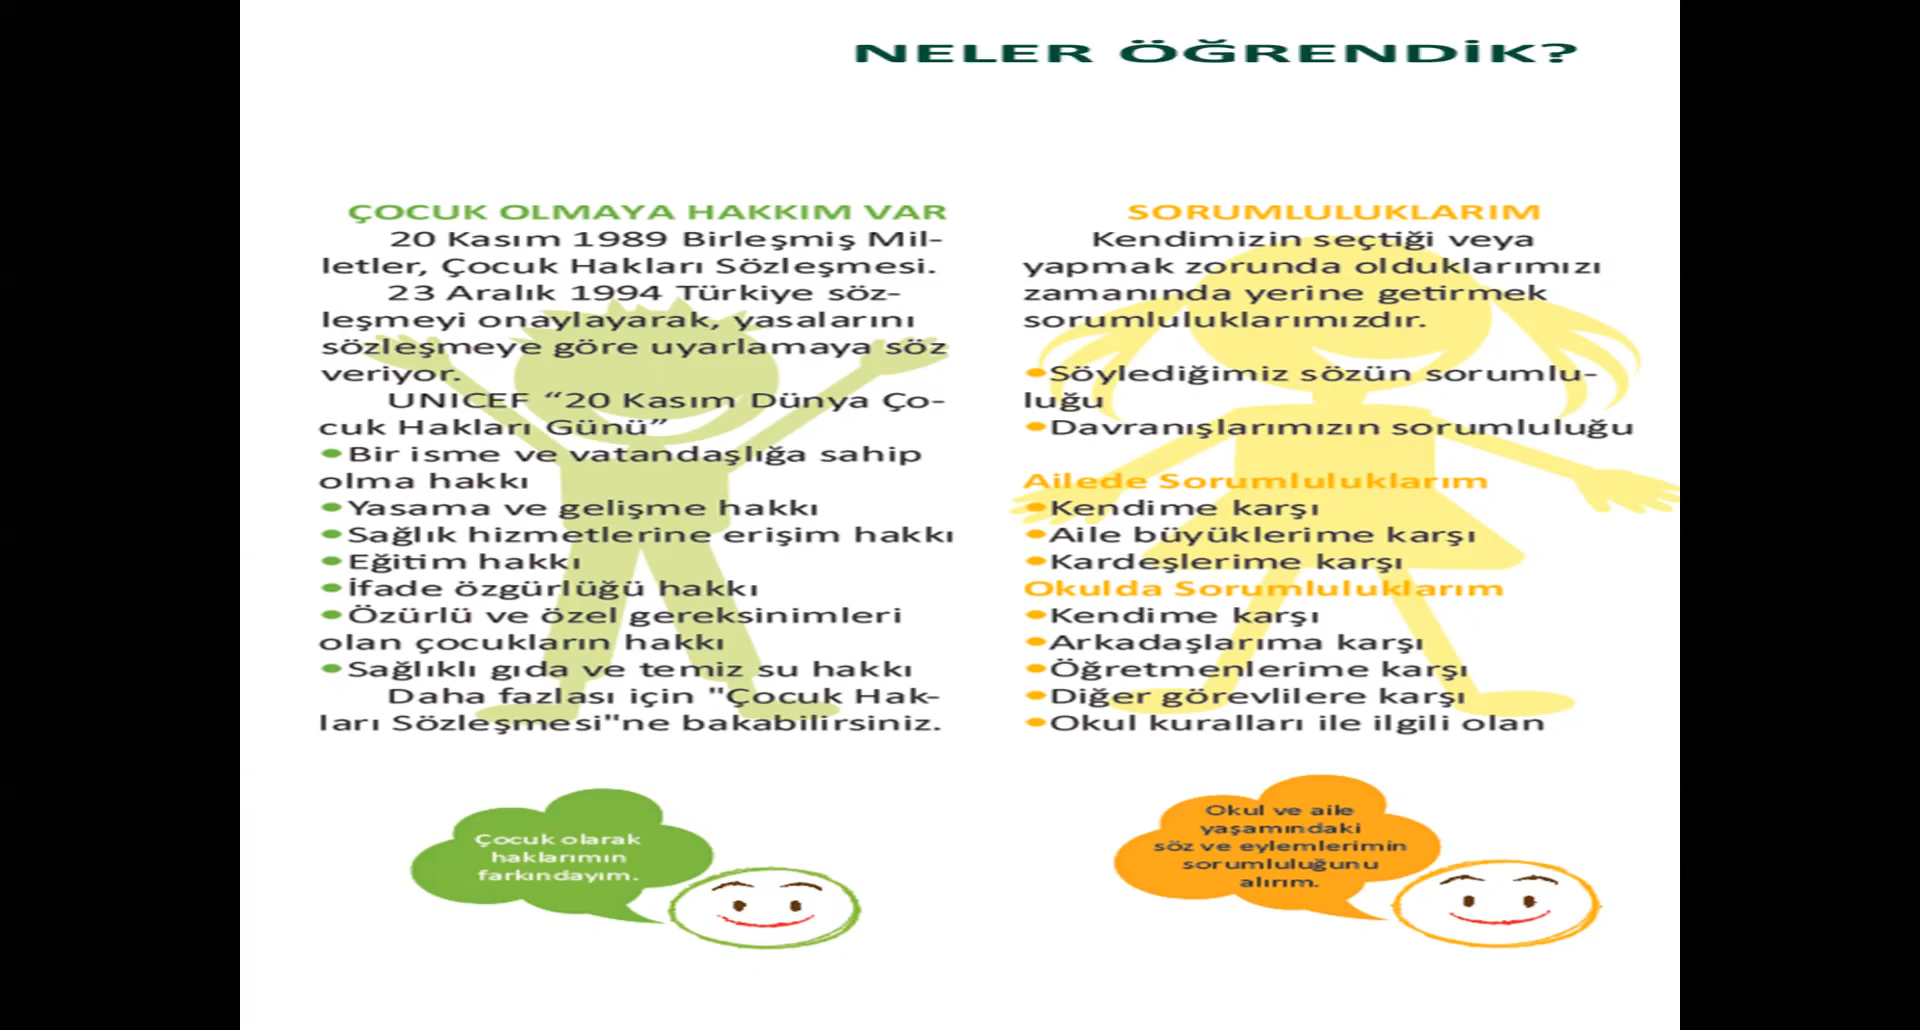 NELER ÖĞRENDİK?
ÇOCUK OLMAYA HAKKIM VAR
20 Kasım 1989 Birleşmiş Mil-
letler, Çocuk Hakları Sözleşmesi.
23 Aralık 1994 Türkiye söz-
leşmeyi onaylayarak, yasalarını
sözleşmeye göre uyarlamaya söz
veriyor.
UNICEF “20 Kasım Dünya Ço-
cuk Hakları Günü”
•Bir isme ve vatandaşlığa sahip
olma hakkı
•Yasama ve gelişme hakkı
•Sağlık hizmetlerine erişim hakkı
•Eğitim hakkı
•İfade özgürlüğü hakkı
•Özürlü ve özel gereksinimleri
olan çocukların hakkı
•Sağlıklı gıda ve temiz su hakkı
Daha fazlası için "Çocuk Hak-
ları Sözleşmesi"ne bakabilirsiniz.
Çocuk olarak
haklarımın
farkındayım.
SORUMLULUKLARIM
Kendimizin seçtiği veya
yapmak zorunda olduklarımızı
zamanında yerine getirmek
sorumluluklarımızdır.
•Söylediğimiz sözün sorumlu-
luğu
•Davranışlarımızın sorumluluğu
Ailede Sorumluluklarım
•Kendime karşı
•Aile büyüklerime karşı
•Kardeşlerime karşı
Okulda Sorumluluklarım
•Kendime karşı
•Arkadaşlarıma karşı
•Öğretmenlerime karşı
•Diğer görevlilere karşı
•Okul kuralları ile ilgili olan
Okul ve aile
yaşamındaki
söz ve eylemlerimin
sorumluluğunu
alırım.